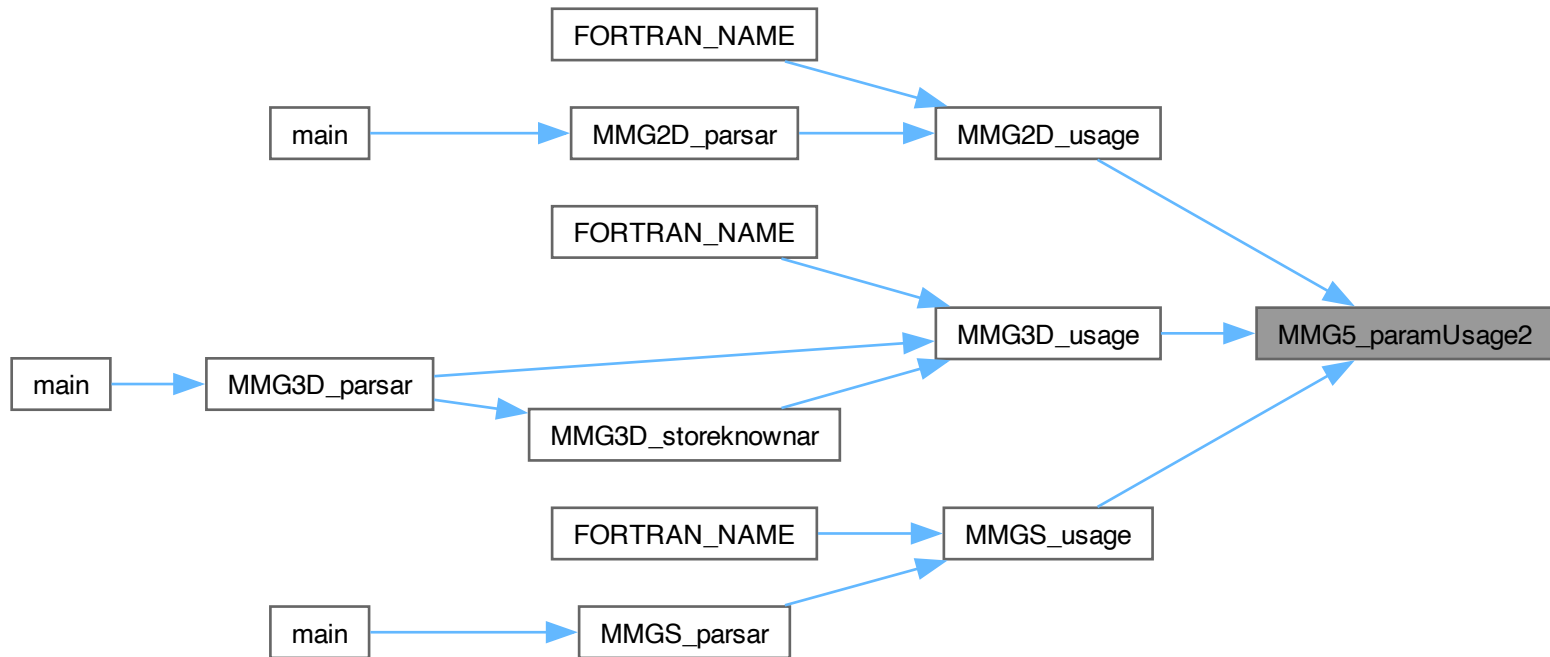 FORTRAN_NAME
main
MMG2D_parsar
MMG2D_usage
FORTRAN_NAME
MMG3D_usage
MMG5_paramUsage2
main
MMG3D_parsar
MMG3D_storeknownar
FORTRAN_NAME
MMGS_usage
main
MMGS_parsar